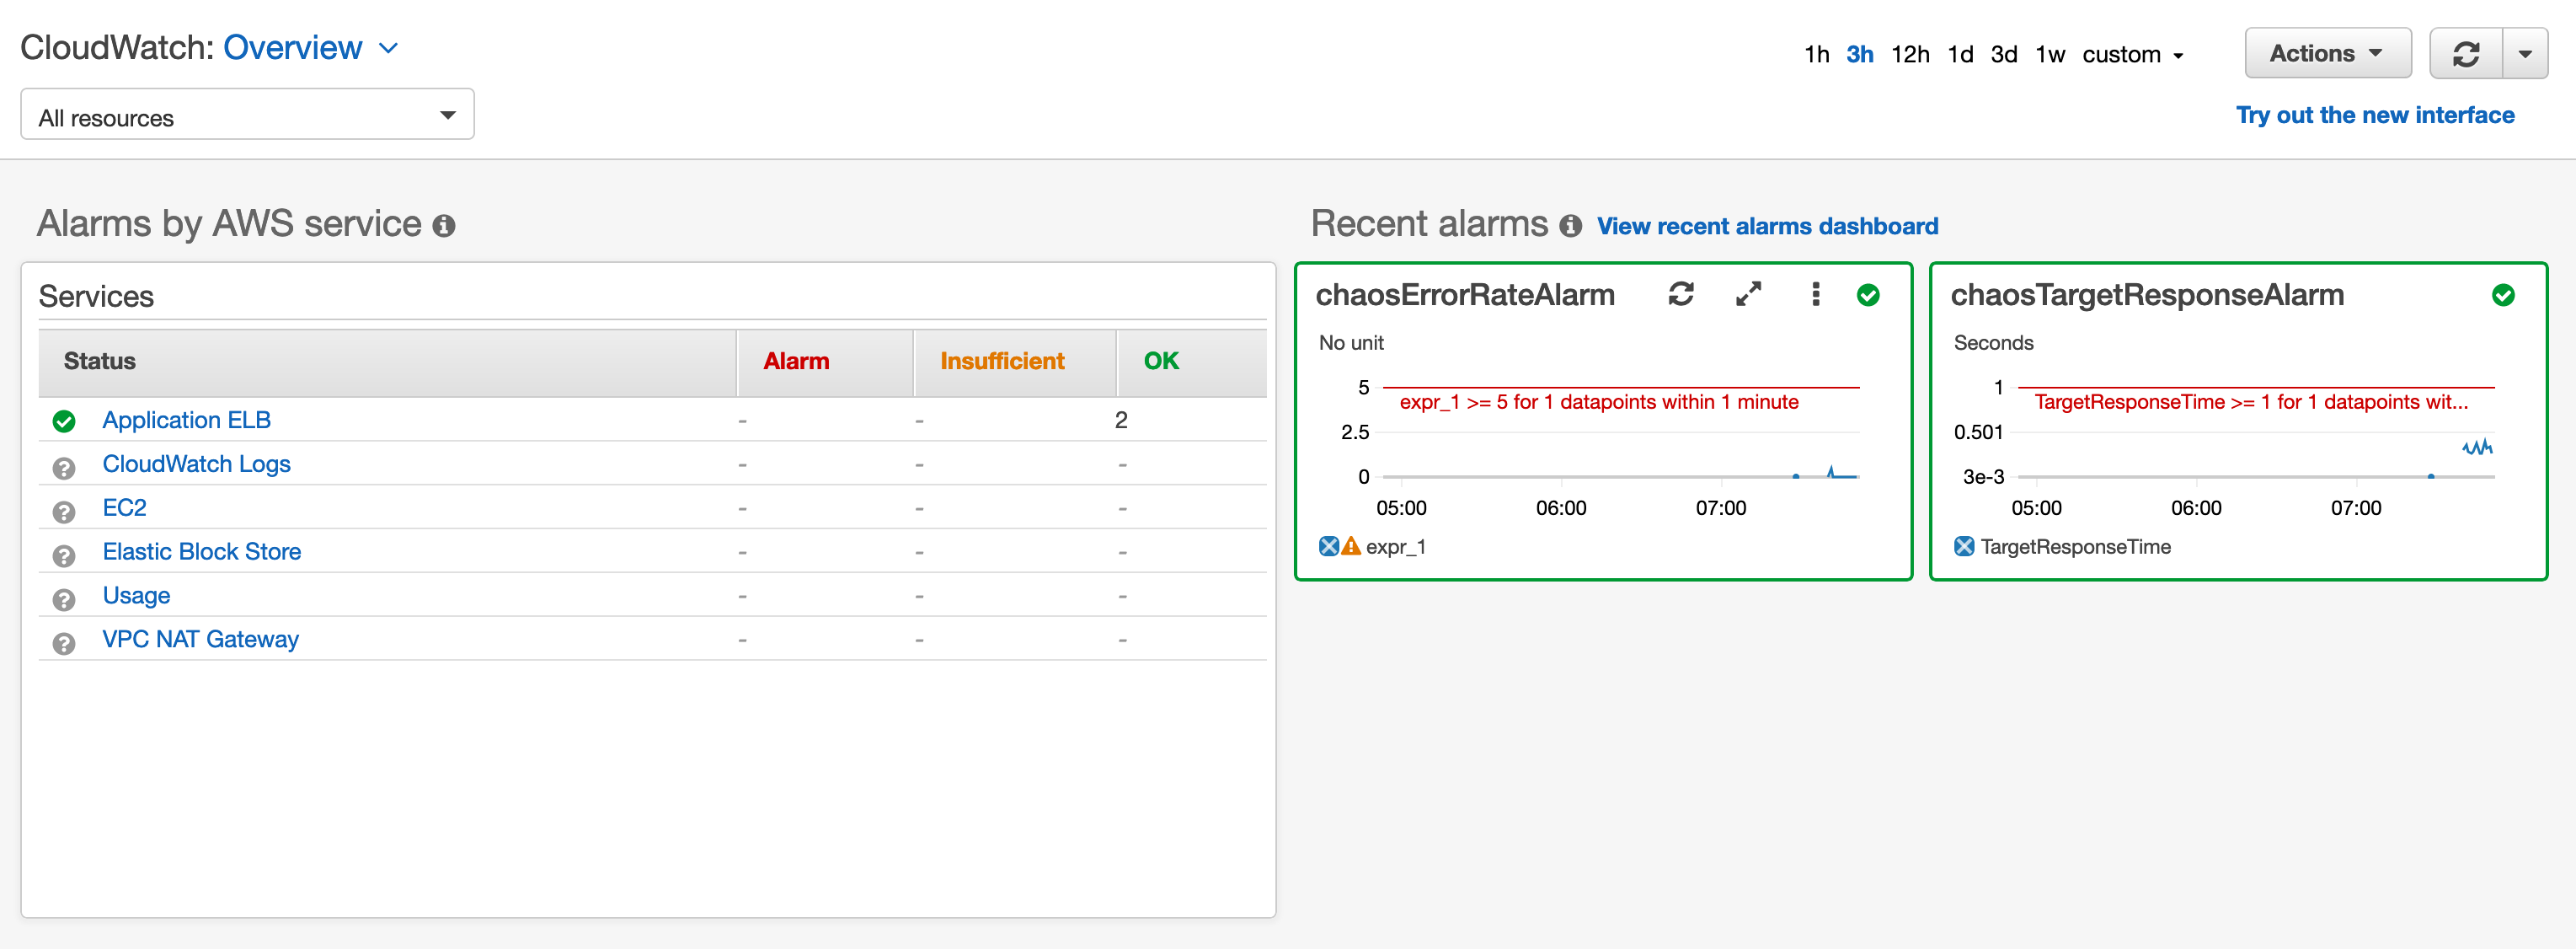 CloudWatch: Overview
1h 3h 12h 1d 3d 1w custom
Actions
All resources
Try out the new interface
Alarms by AWS service
Services
Status Alarm Insufficient OK
Application ELB - - 2
CloudWatch Logs - - -
EC2 - - -
Elastic Block Store - - -
Usage - - -
VPC NAT Gateway - - -
Recent alarms View recent alarms dashboard
chaosErrorRateAlarm
No unit
5
expr_1 >= 5 for 1 datapoints within 1 minute
2.5
0
05:00 06:00 07:00
expr_1
chaosTargetResponseAlarm
Seconds
1
TargetResponseTime >= 1 for 1 datapoints wit...
0.501
3e-3
05:00 06:00 07:00
TargetResponseTime